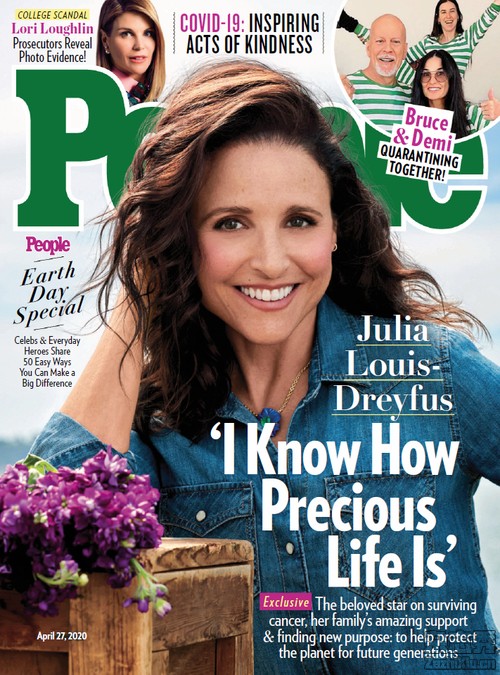 COLLEGE SCANDAL
Lori Loughlin
Prosecutors Reveal
Photo Evidence!
COVID-19: INSPIRING
ACTS OF KINDNESS
Bruce
& Demi
QUARANTINING
TOGETHER!
People
People
Earth
Day
Special
Celebs & Everyday
Heroes Share
50 Easy Ways
You Can Make a
Big Difference
Julia
Louis-
Dreyfus
‘I Know How
Precious
Life Is’
Exclusive The beloved star on surviving
cancer, her family's amazing support
& finding new purpose: to help protect
the planet for future generations
April 27, 2020